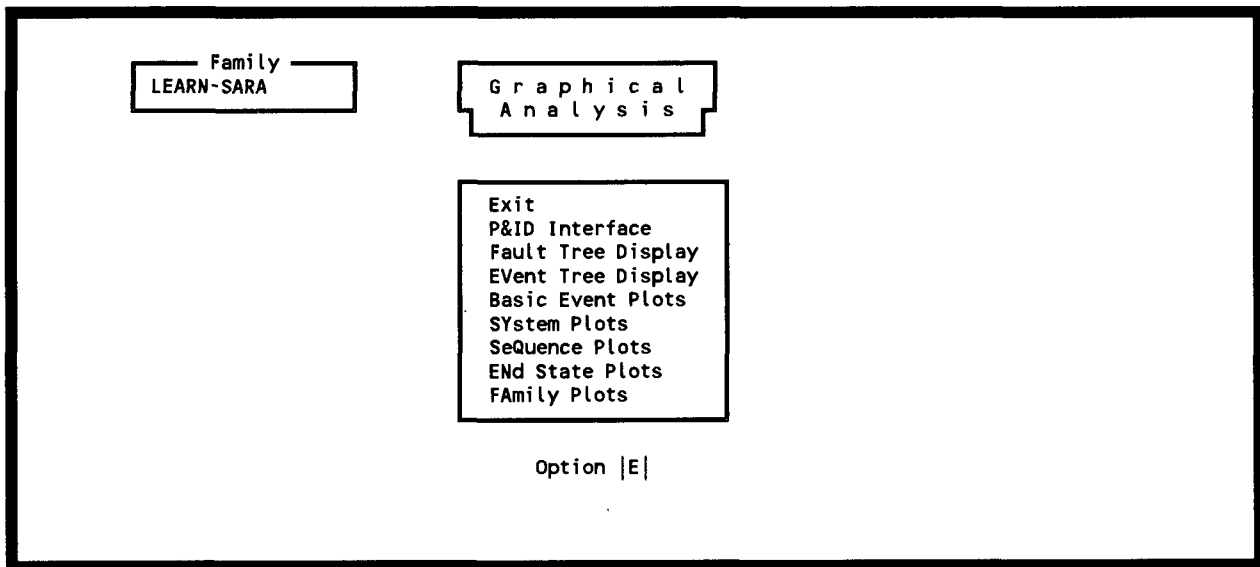 Family
LEARN-SARA
Graphical
Analysis
Exit
P&ID Interface
Fault Tree Display
EVent Tree Display
Basic Event Plots
SYstem Plots
SeQuence Plots
ENd State Plots
FAmily Plots
Option |E|